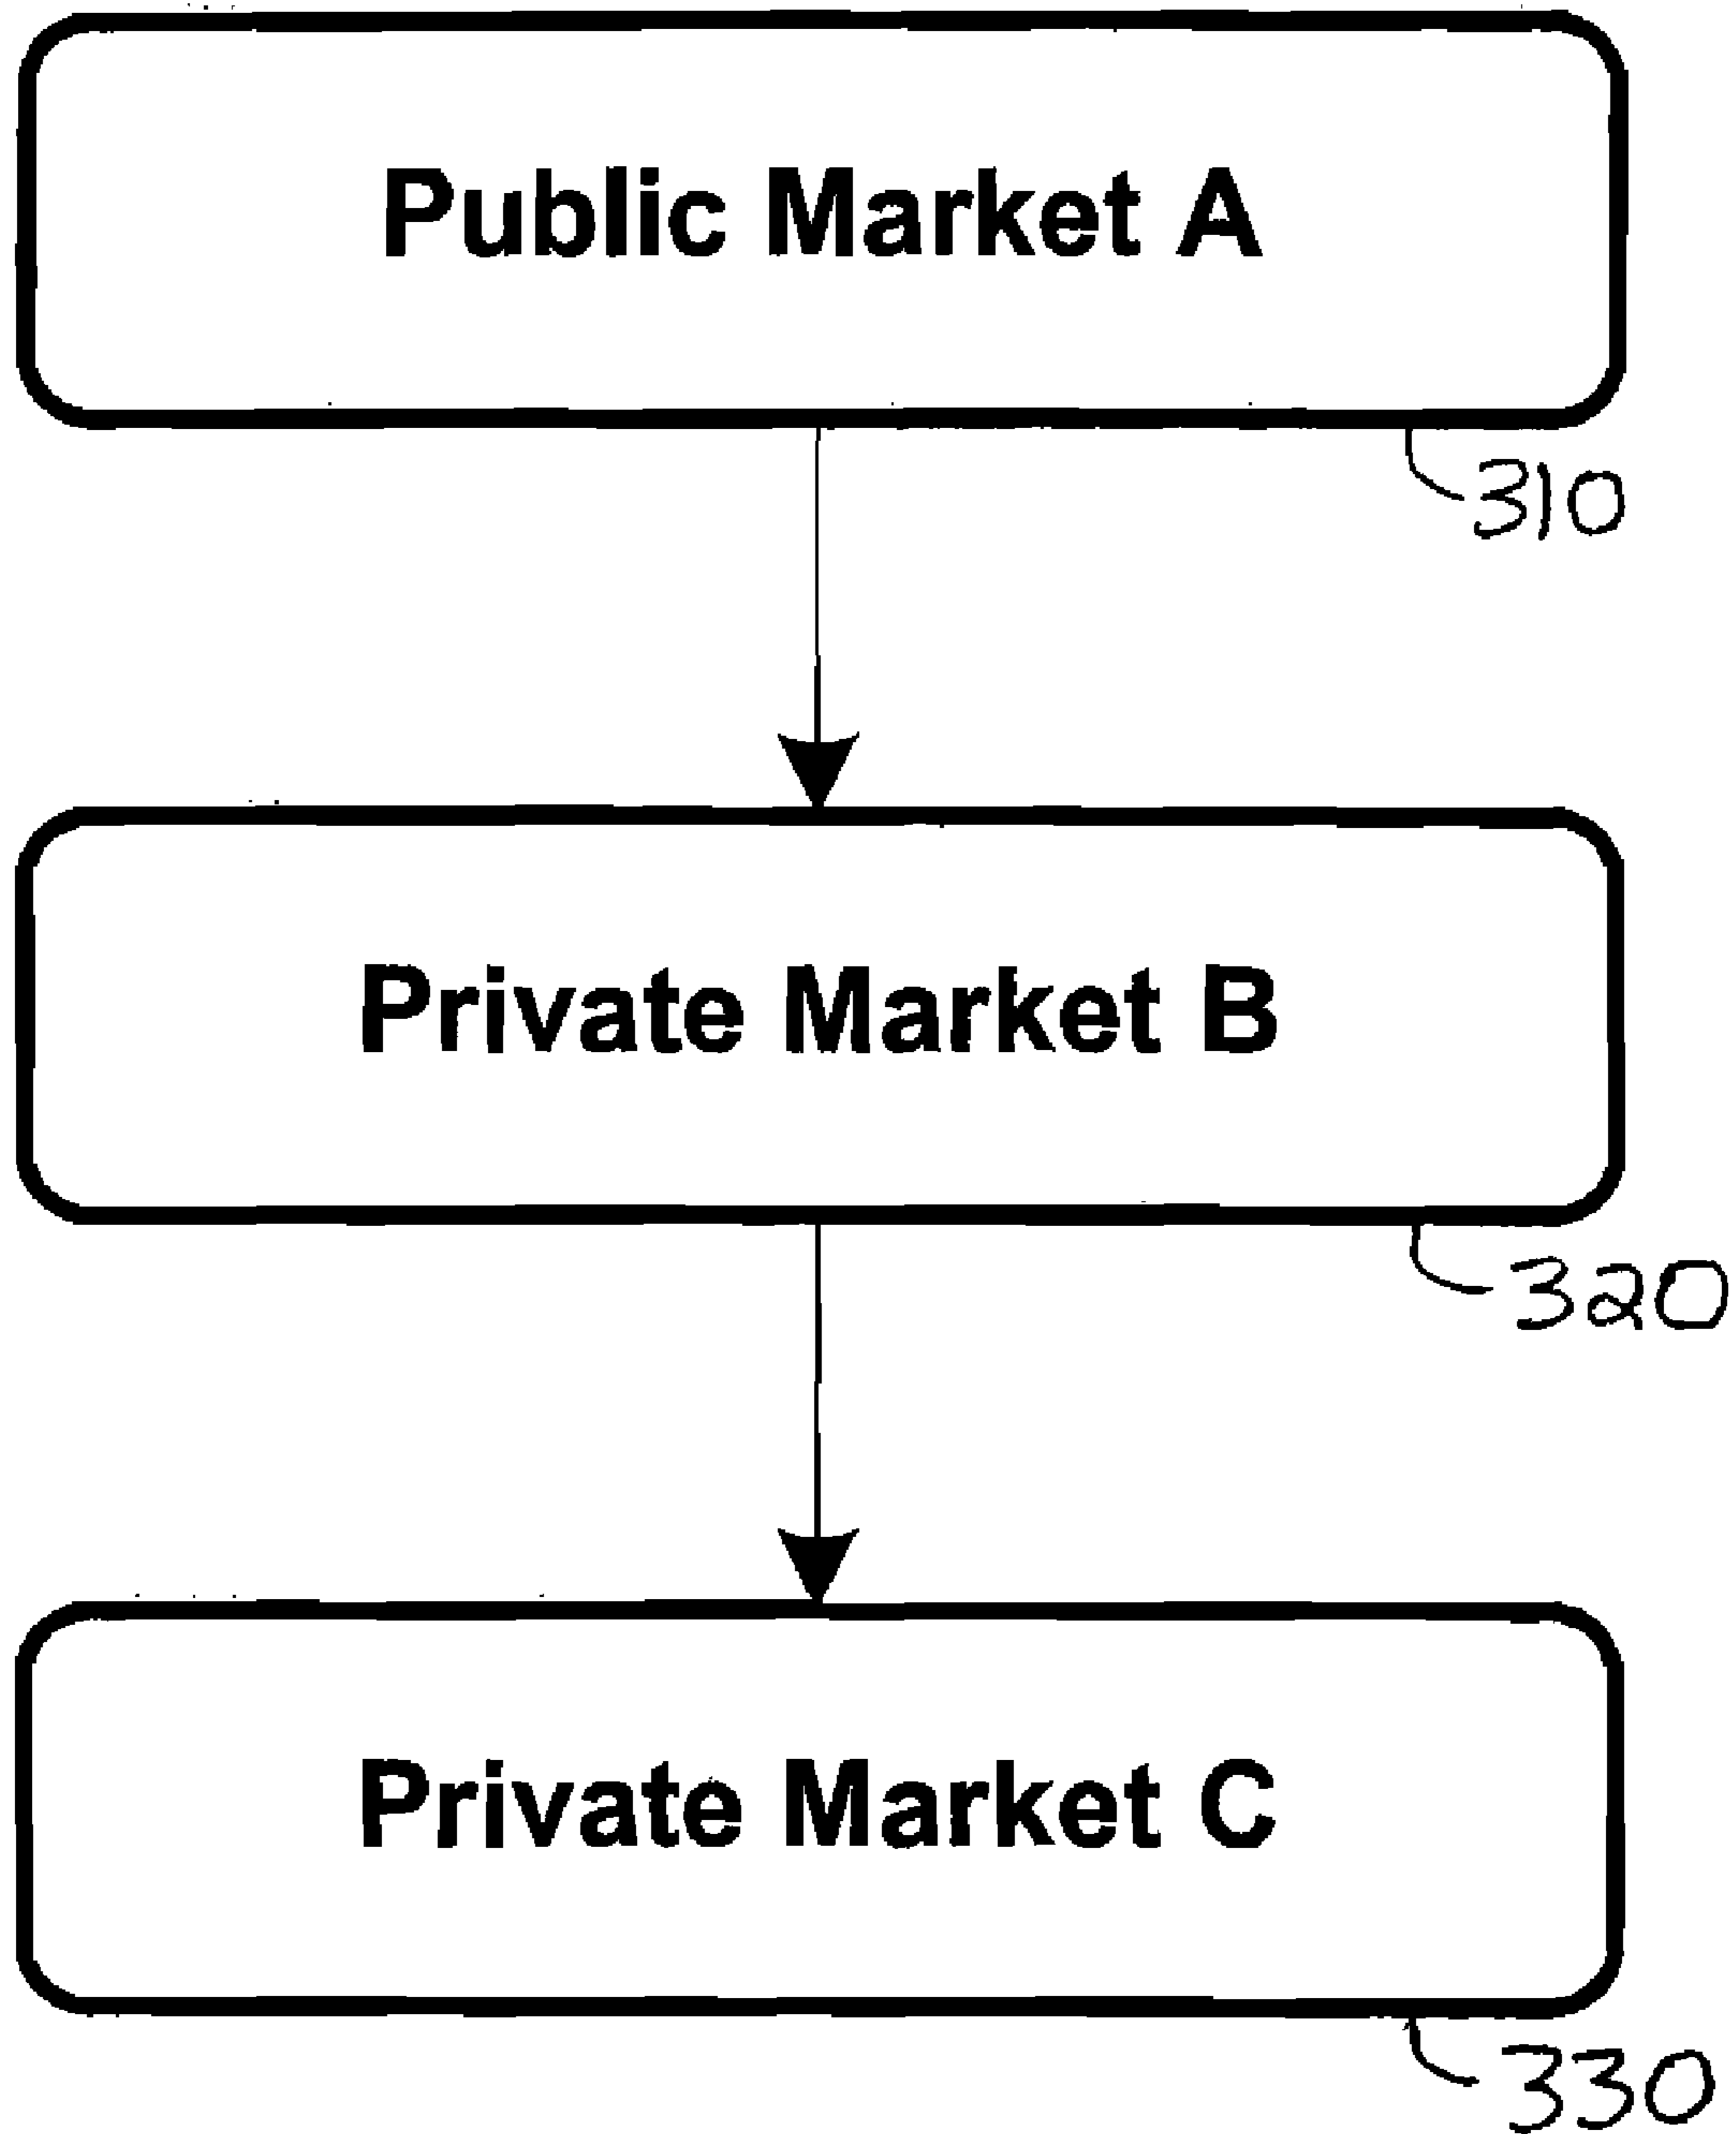 Public Market A
310
Private Market B
320
Private Market C
330